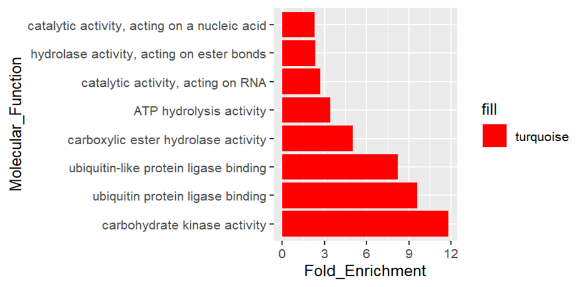 catalytic activity, acting on a nucleic acid
hydrolase activity, acting on ester bonds
catalytic activity, acting on RNA
ATP hydrolysis activity
carboxylic ester hydrolase activity
ubiquitin-like protein ligase binding
ubiquitin protein ligase binding
carbohydrate kinase activity
Molecular_Function
0 3 6 9 12
Fold_Enrichment
fill
turquoise